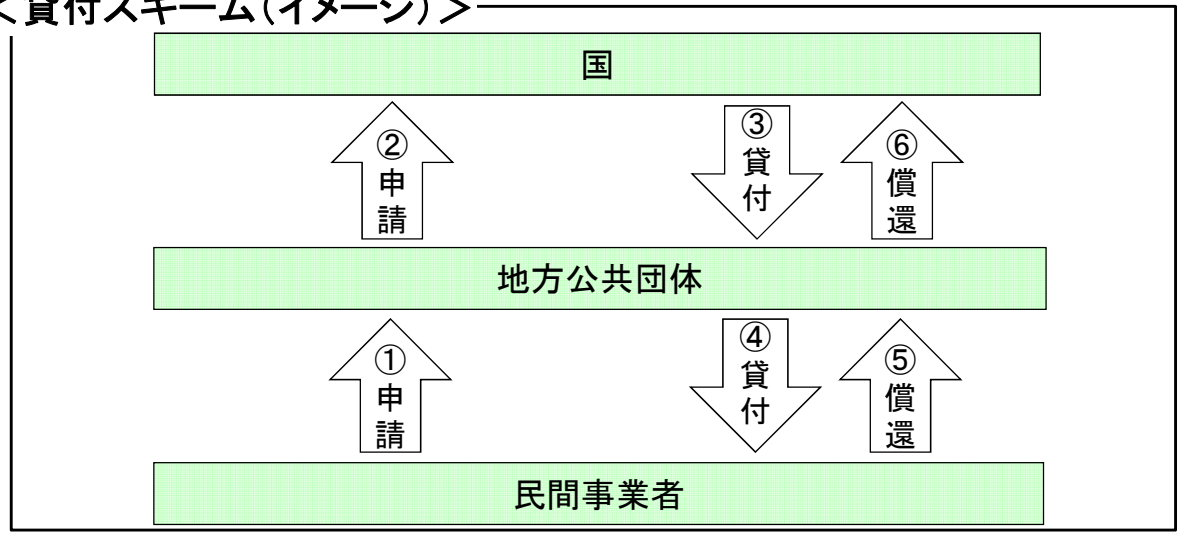 ＜貸付スキーム（イメージ）＞
国
②申請
③貸付
⑥償還
地方公共団体
①申請
④貸付
⑤償還
民間事業者